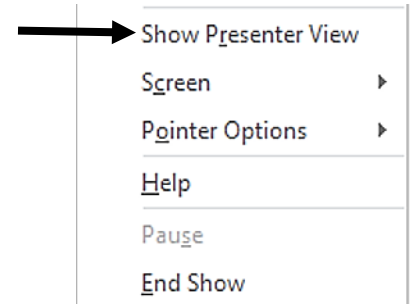 Show Presenter View
Screen
Pointer Options
Help
Pause
End Show